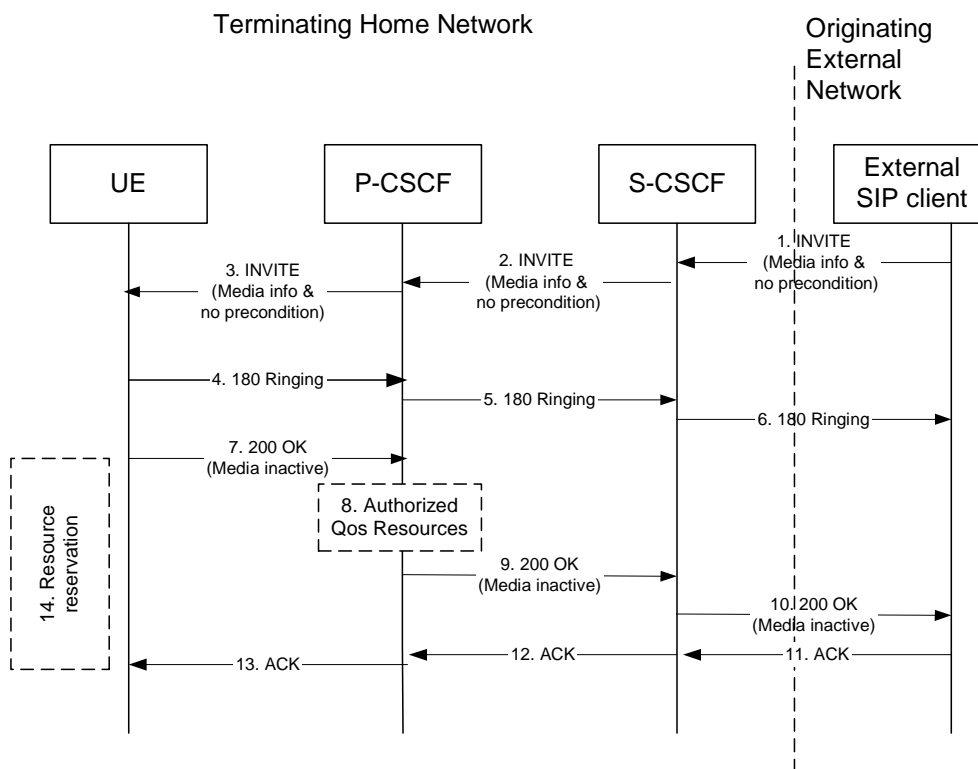 Terminating Home Network
Originating
External
Network
UE
P-CSCF
S-CSCF
External
SIP client
1. INVITE
(Media info &
no precondition)
2. INVITE
(Media info &
no precondition)
3. INVITE
(Media info &
no precondition)
4. 180 Ringing
5. 180 Ringing
6. 180 Ringing
7. 200 OK
(Media inactive)
8. Authorized
Qos Resources
9. 200 OK
(Media inactive)
10. 200 OK
(Media inactive)
11. ACK
12. ACK
13. ACK
14. Resource
reservation